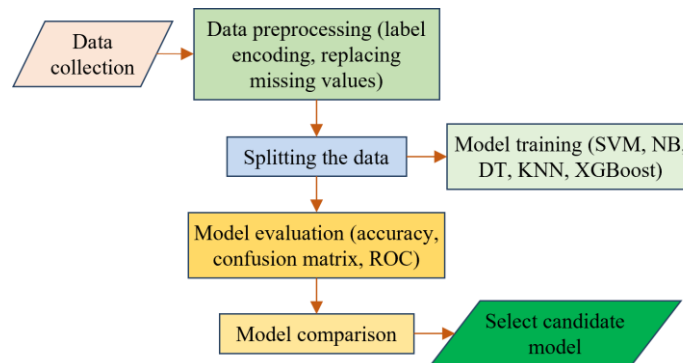 Data
collection
Data preprocessing (label
encoding, replacing
missing values)
Splitting the data
Model training (SVM, NB,
DT, KNN, XGBoost)
Model evaluation (accuracy,
confusion matrix, ROC)
Model comparison
Select candidate
model